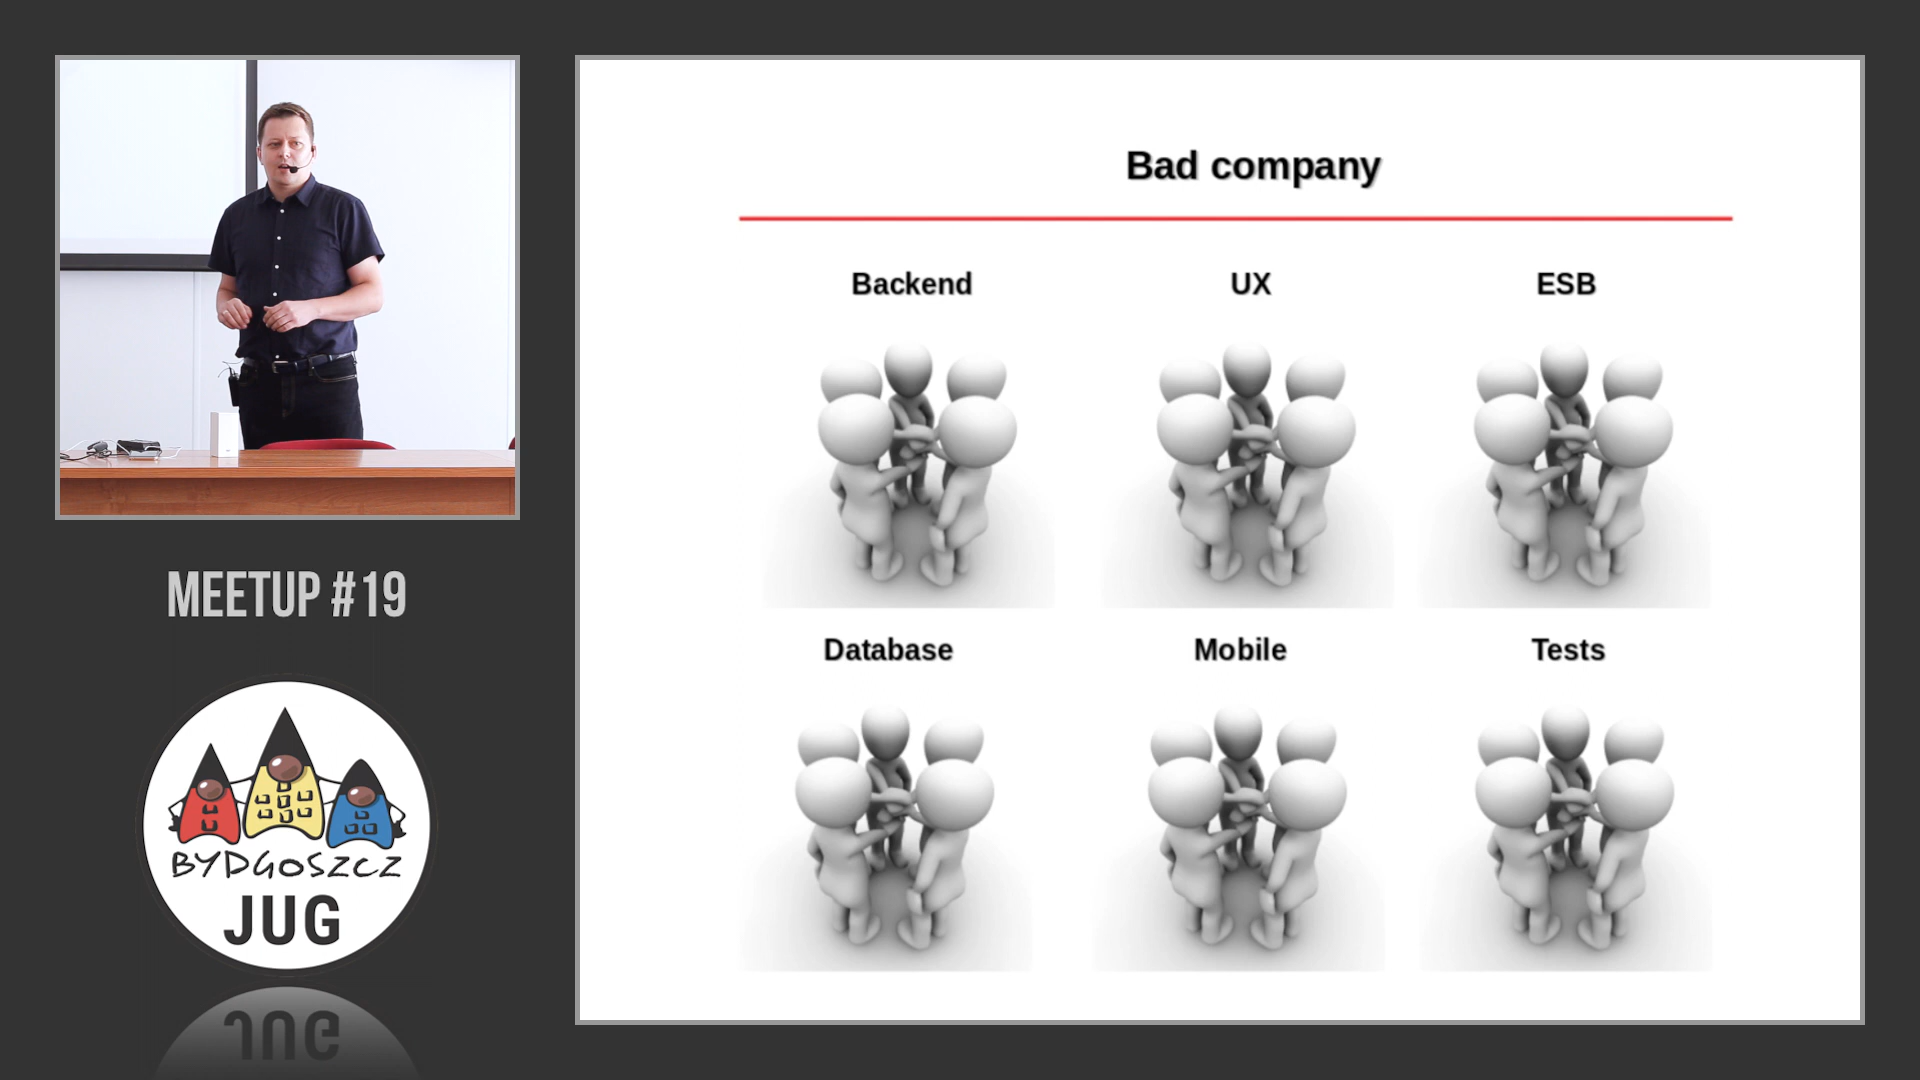 Bad company
Backend
UX
ESB
Database
Mobile
Tests
MEETUP #19
BYDGOSZCZ
JUG